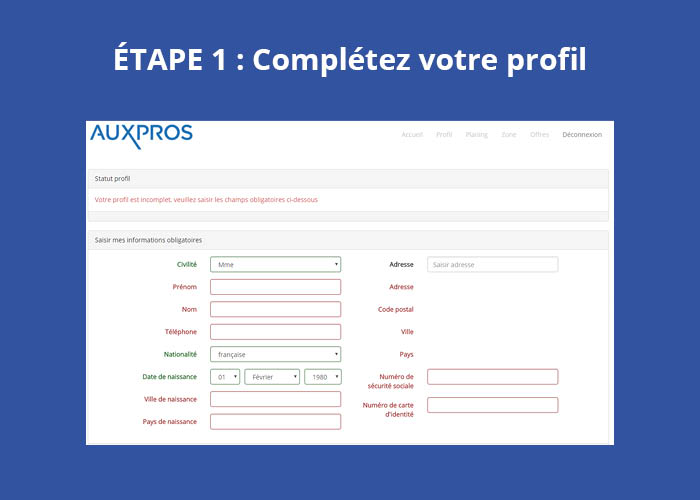 ÉTAPE 1 : Complétez votre profil
AUXPROS
Accueil Profil Planing Zone Offres Déconnexion
Statut profil
Votre profil est incomplet, veuillez saisir les champs obligatoires ci-dessous
Saisir mes informations obligatoires
Civilité Mme
Prénom
Nom
Téléphone
Nationalité française
Date de naissance 01 Février 1980
Ville de naissance
Pays de naissance
Adresse Saisir adresse
Adresse
Code postal
Ville
Pays
Numéro de
sécurité sociale
Numéro de carte
d'identité